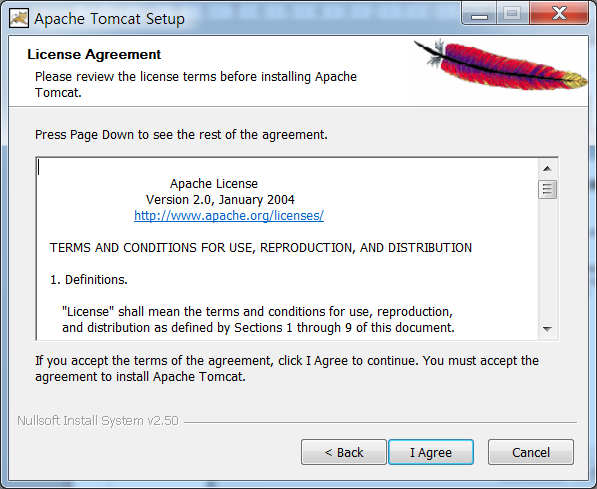 Apache Tomcat Setup
License Agreement
Please review the license terms before installing Apache
Tomcat.
Press Page Down to see the rest of the agreement.
Apache License
Version 2.0, January 2004
http://www.apache.org/licenses/
TERMS AND CONDITIONS FOR USE, REPRODUCTION, AND DISTRIBUTION
1. Definitions.
"License" shall mean the terms and conditions for use, reproduction,
and distribution as defined by Sections 1 through 9 of this document.
If you accept the terms of the agreement, click I Agree to continue. You must accept the
agreement to install Apache Tomcat.
Nullsoft Install System v2.50
< Back
I Agree
Cancel